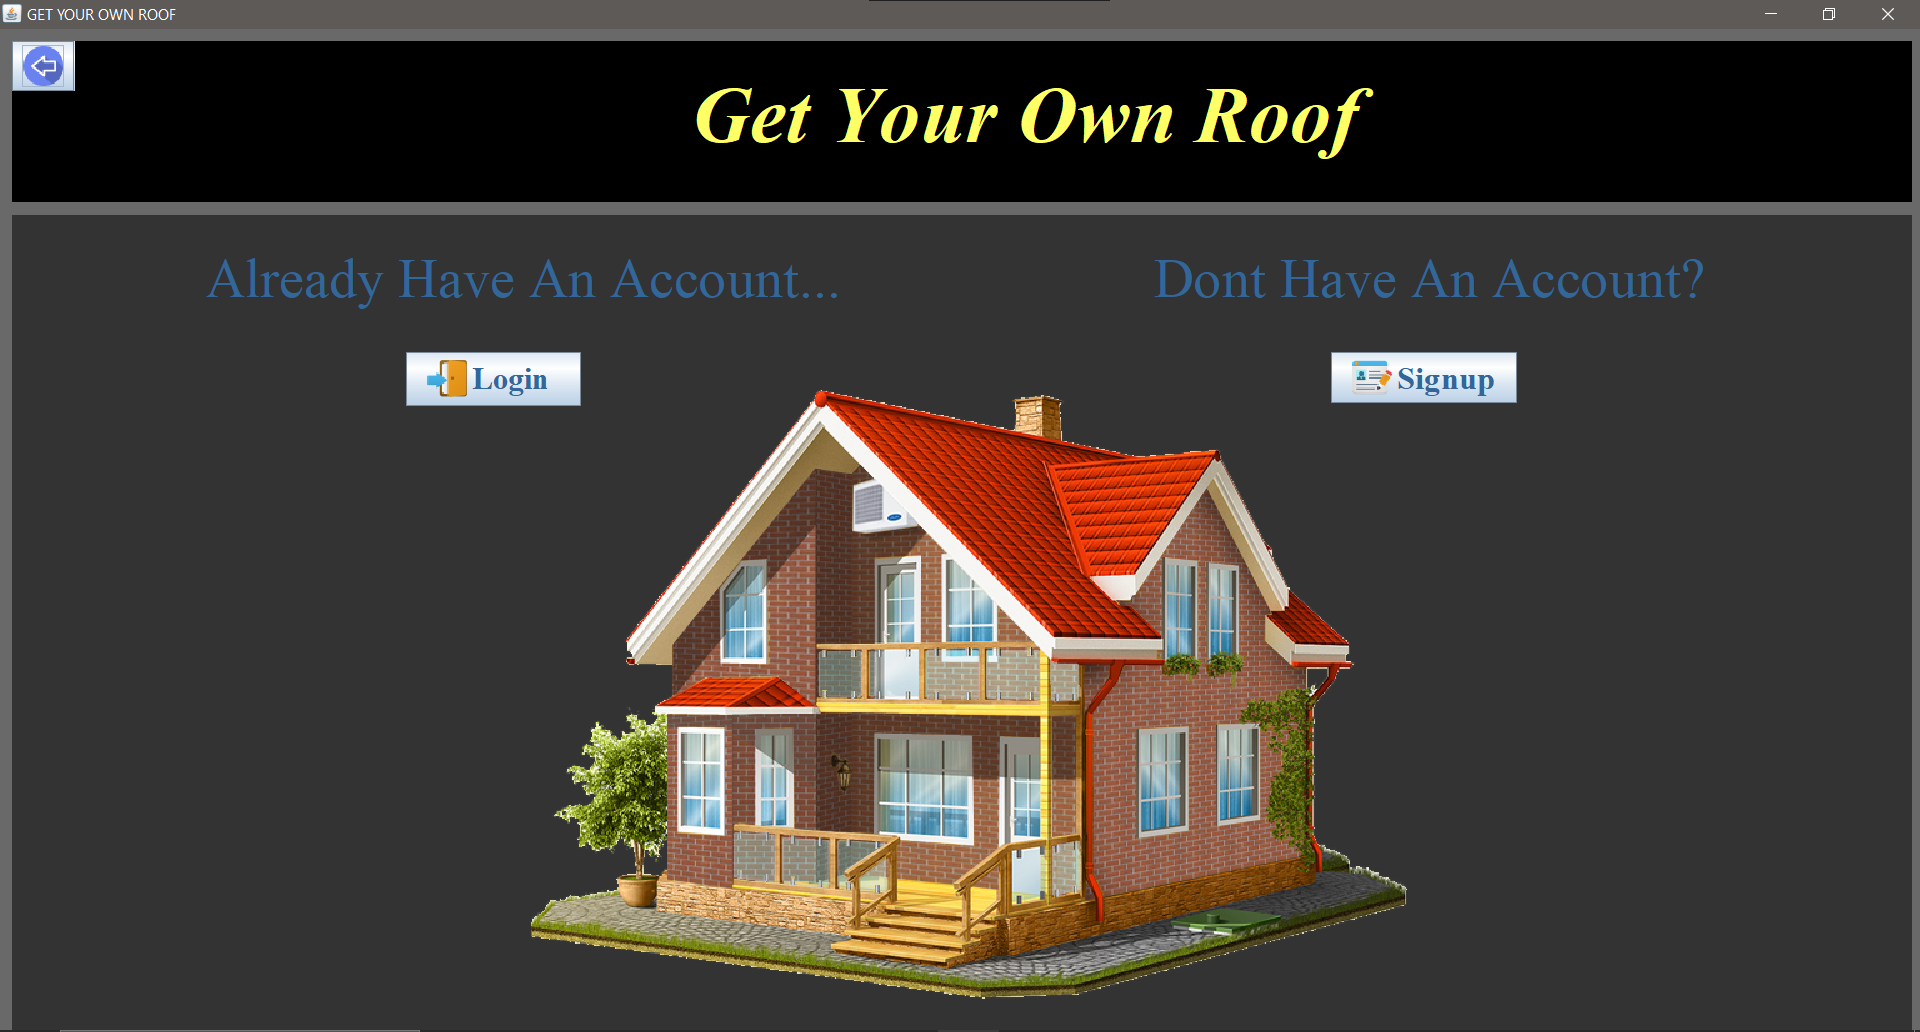 GET YOUR OWN ROOF
Get Your Own Roof
Already Have An Account...
Dont Have An Account?
Login
Signup